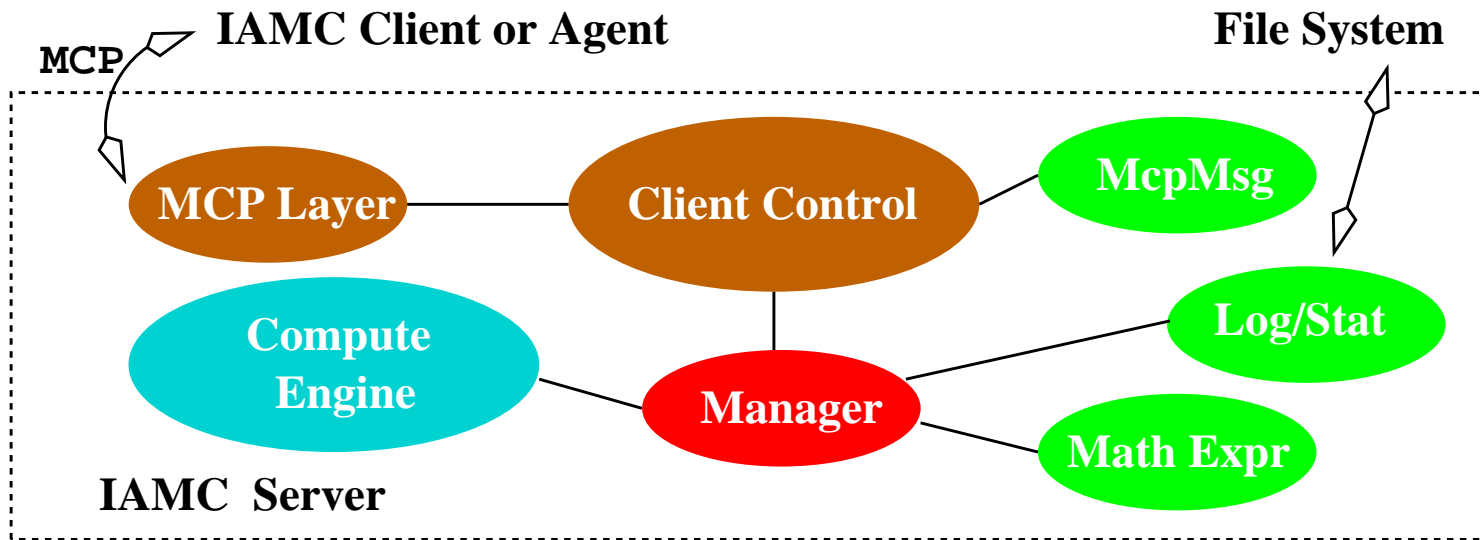 IAMC Client or Agent
File System
MCP
McpMsg
MCP Layer
Client Control
Log/Stat
Compute
Engine
Manager
Math Expr
IAMC Server